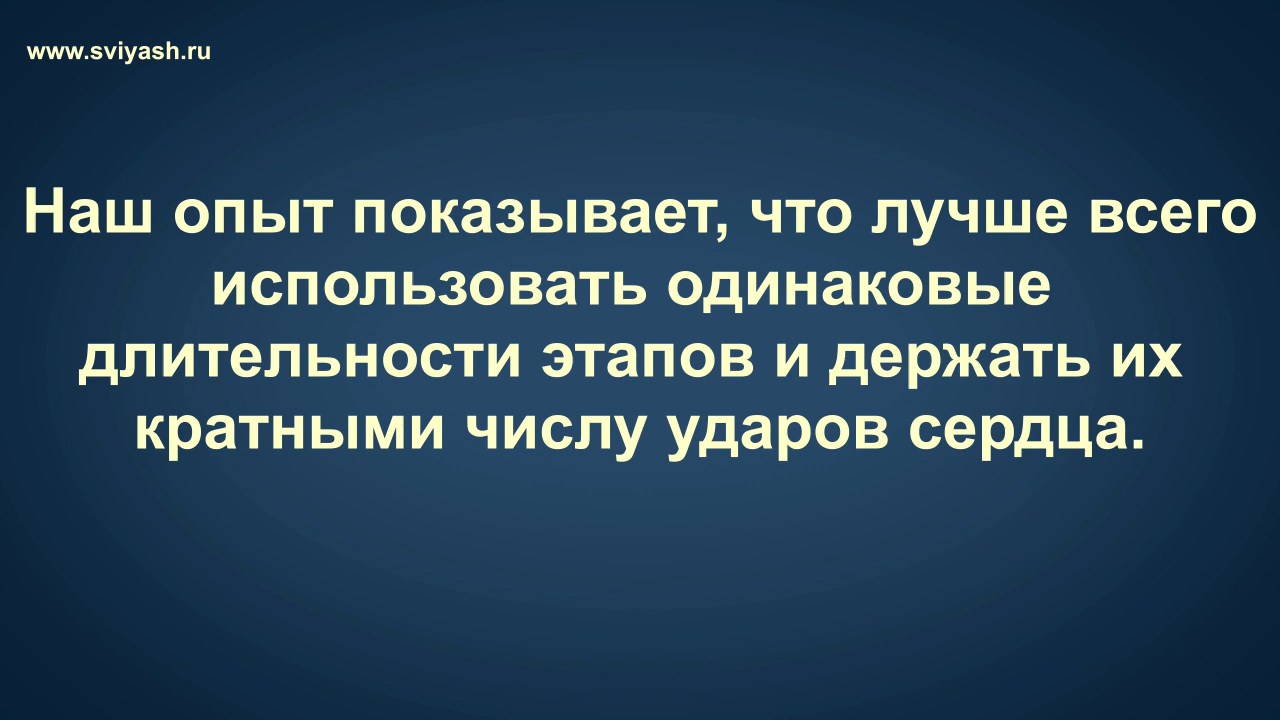 www.sviyash.ru
Наш опыт показывает, что лучше всего
использовать одинаковые
длительности этапов и держать их
кратными числу ударов сердца.